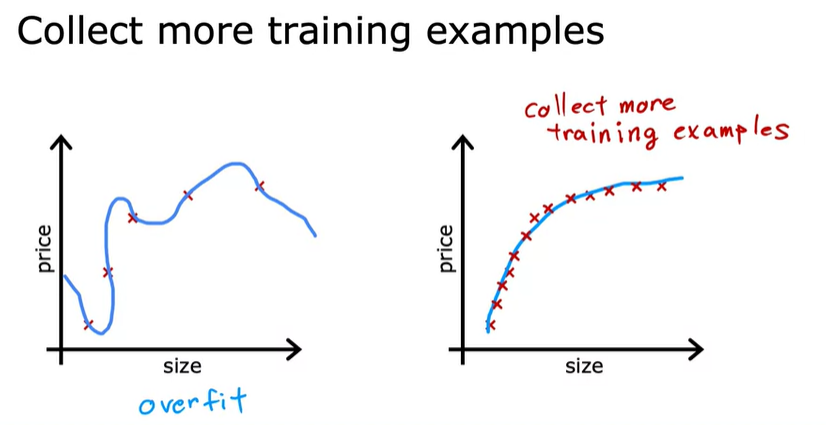 Collect more training examples
price
size
overfit
collect more
training examples
price
size